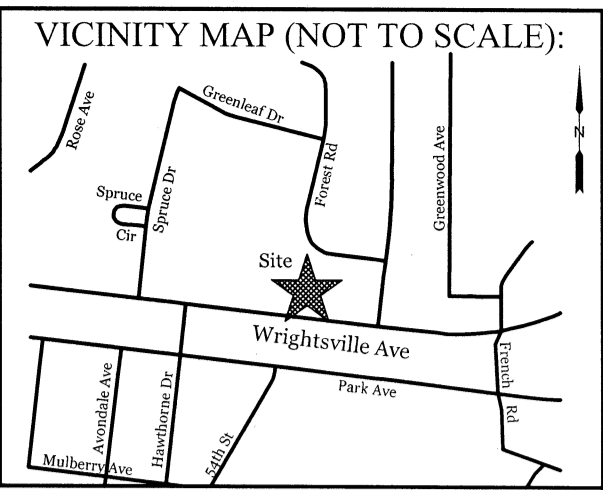 VICINITY MAP (NOT TO SCALE):
Rose Ave
Greenleaf Dr
N
Spruce Dr
Forest Rd
Greenwood Ave
Spruce
Cir
Site
Wrightsville Ave
French Rd
Park Ave
Avondale Ave
Hawthorne Dr
54th St
Mulberry Ave